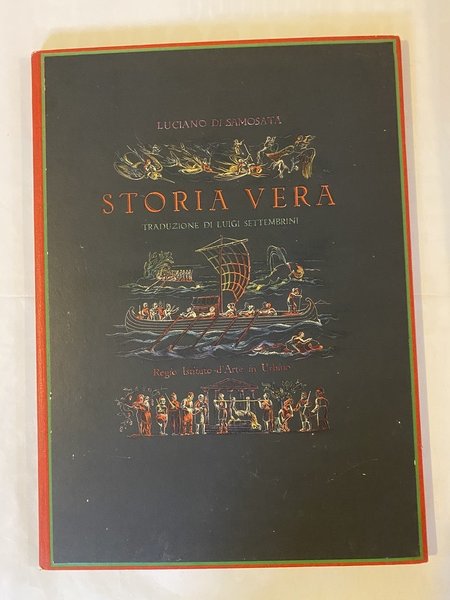 LUCIANO DI SAMOSATA
STORIA VERA
TRADUZIONE DI LUIGI SETTEMBRINI
Regio Istituto d'Arte in Urbino